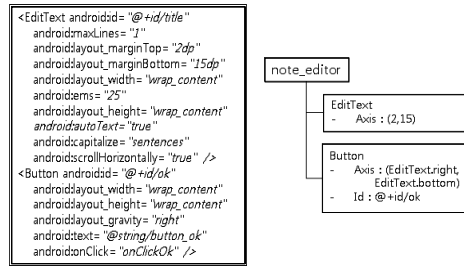 <EditText android:id="@+id/title"
android:maxLines="1"
android:layout_marginTop="2dp"
android:layout_marginBottom="15dp"
android:layout_width="wrap_content"
android:ems="25"
android:layout_height="wrap_content"
android:autoText="true"
android:capitalize="sentences"
android:scrollHorizontally="true" />
<Button android:id="@+id/ok"
android:layout_width="wrap_content"
android:layout_height="wrap_content"
android:layout_gravity="right"
android:text="@string/button_ok"
android:onClick="onClickOk" />
note_editor
EditText
- Axis : (2,15)
Button
- Axis : (EditText.right,
EditText.bottom)
- Id : @+id/ok